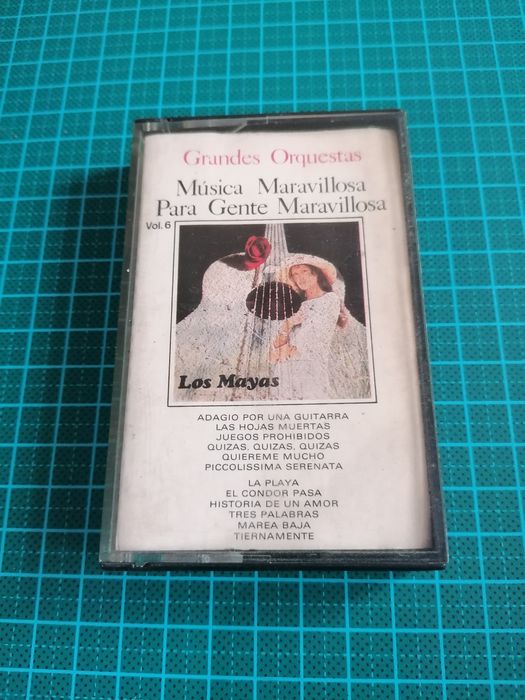 Grandes Orquestas
Música Maravillosa
Para Gente Maravillosa
Vol. 6
Los Mayas
ADAGIO POR UNA GUITARRA
LAS HOJAS MUERTAS
JUEGOS PROHIBIDOS
QUIZAS, QUIZAS, QUIZAS
QUIEREME MUCHO
PICCOLISSIMA SERENATA
LA PLAYA
EL CONDOR PASA
HISTORIA DE UN AMOR
TRES PALABRAS
MAREA BAJA
TIERNAMENTE